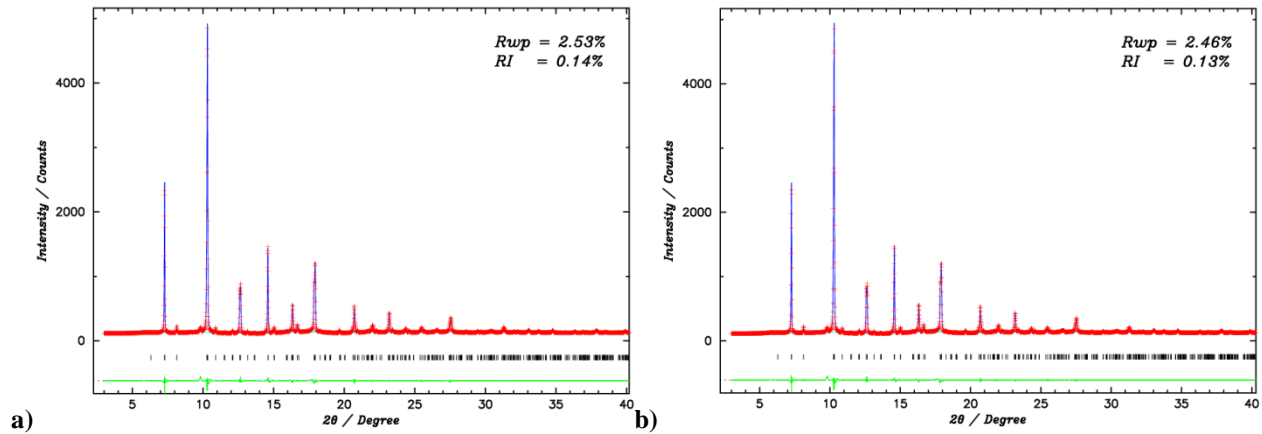 Rwp = 2.53%
RI = 0.14%
4000
2000
0
Intensity / Counts
5 10 15 20 25 30 35 40
2θ / Degree
a)
Rwp = 2.46%
RI = 0.13%
4000
2000
0
Intensity / Counts
5 10 15 20 25 30 35 40
2θ / Degree
b)